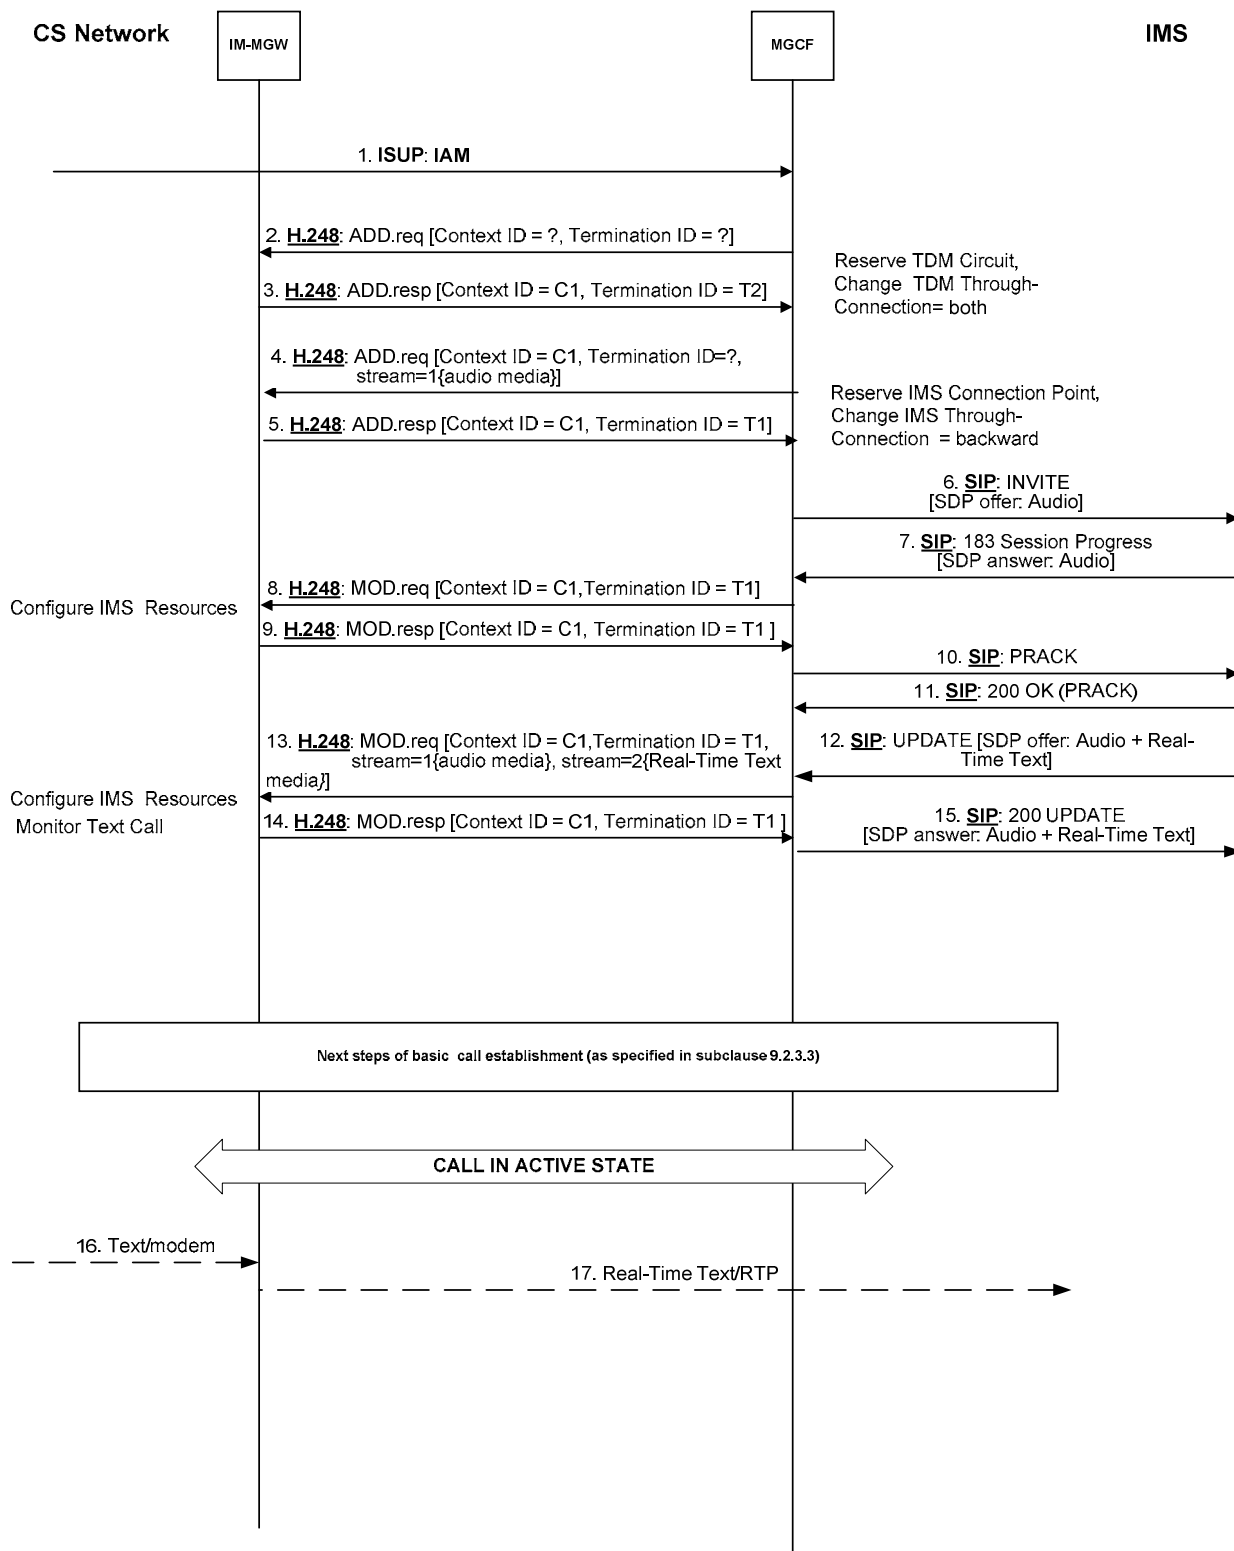 CS Network
IM-MGW
MGCF
IMS
1. ISUP: IAM
2. H.248: ADD.req [Context ID = ?, Termination ID = ?]
Reserve TDM Circuit,
Change TDM Through-
Connection= both
3. H.248: ADD.resp [Context ID = C1, Termination ID = T2]
4. H.248: ADD.req [Context ID = C1, Termination ID=?,
stream=1{audio media}]
Reserve IMS Connection Point,
Change IMS Through-
Connection = backward
5. H.248: ADD.resp [Context ID = C1, Termination ID = T1]
6. SIP: INVITE
[SDP offer: Audio]
7. SIP: 183 Session Progress
[SDP answer: Audio]
8. H.248: MOD.req [Context ID = C1,Termination ID = T1]
Configure IMS Resources
9. H.248: MOD.resp [Context ID = C1, Termination ID = T1 ]
10. SIP: PRACK
11. SIP: 200 OK (PRACK)
12. SIP: UPDATE [SDP offer: Audio + Real-
Time Text]
13. H.248: MOD.req [Context ID = C1,Termination ID = T1,
stream=1{audio media}, stream=2{Real-Time Text
media}]
Configure IMS Resources
Monitor Text Call
14. H.248: MOD.resp [Context ID = C1, Termination ID = T1 ]
15. SIP: 200 UPDATE
[SDP answer: Audio + Real-Time Text]
Next steps of basic call establishment (as specified in subclause 9.2.3.3)
CALL IN ACTIVE STATE
16. Text/modem
17. Real-Time Text/RTP